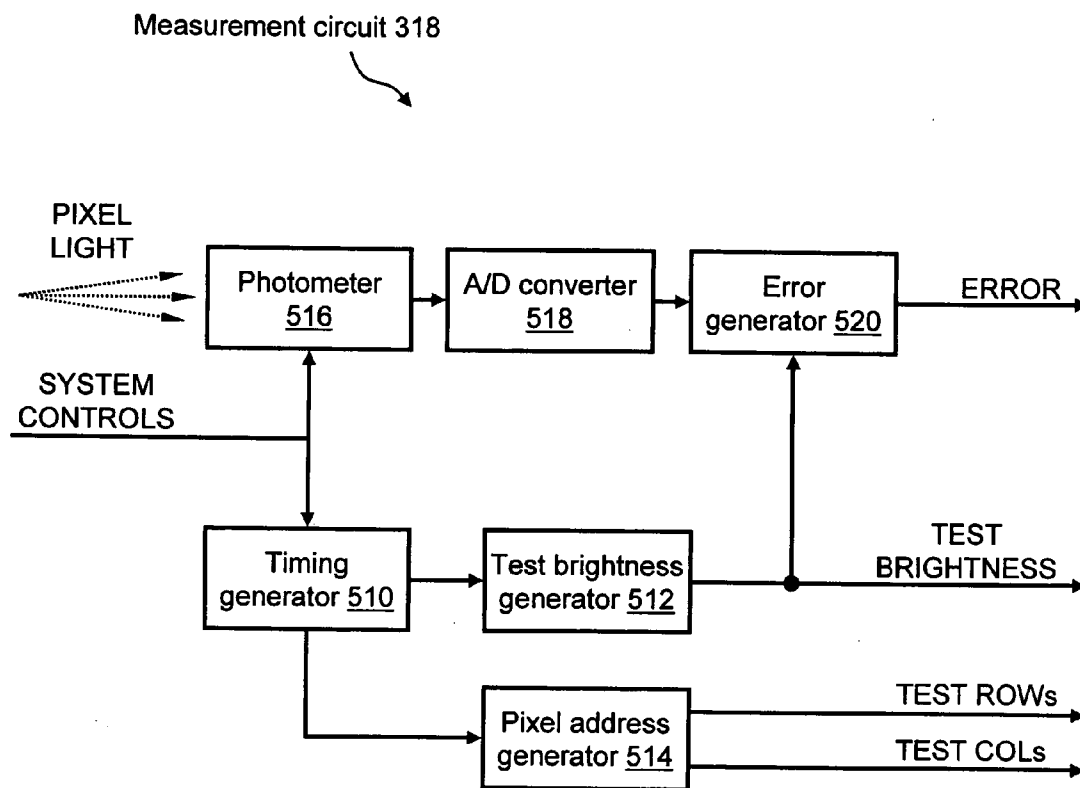 Measurement circuit 318
PIXEL
LIGHT
Photometer
516
A/D converter
518
Error
generator 520
ERROR
SYSTEM
CONTROLS
Timing
generator 510
Test brightness
generator 512
TEST
BRIGHTNESS
Pixel address
generator 514
TEST ROWs
TEST COLs